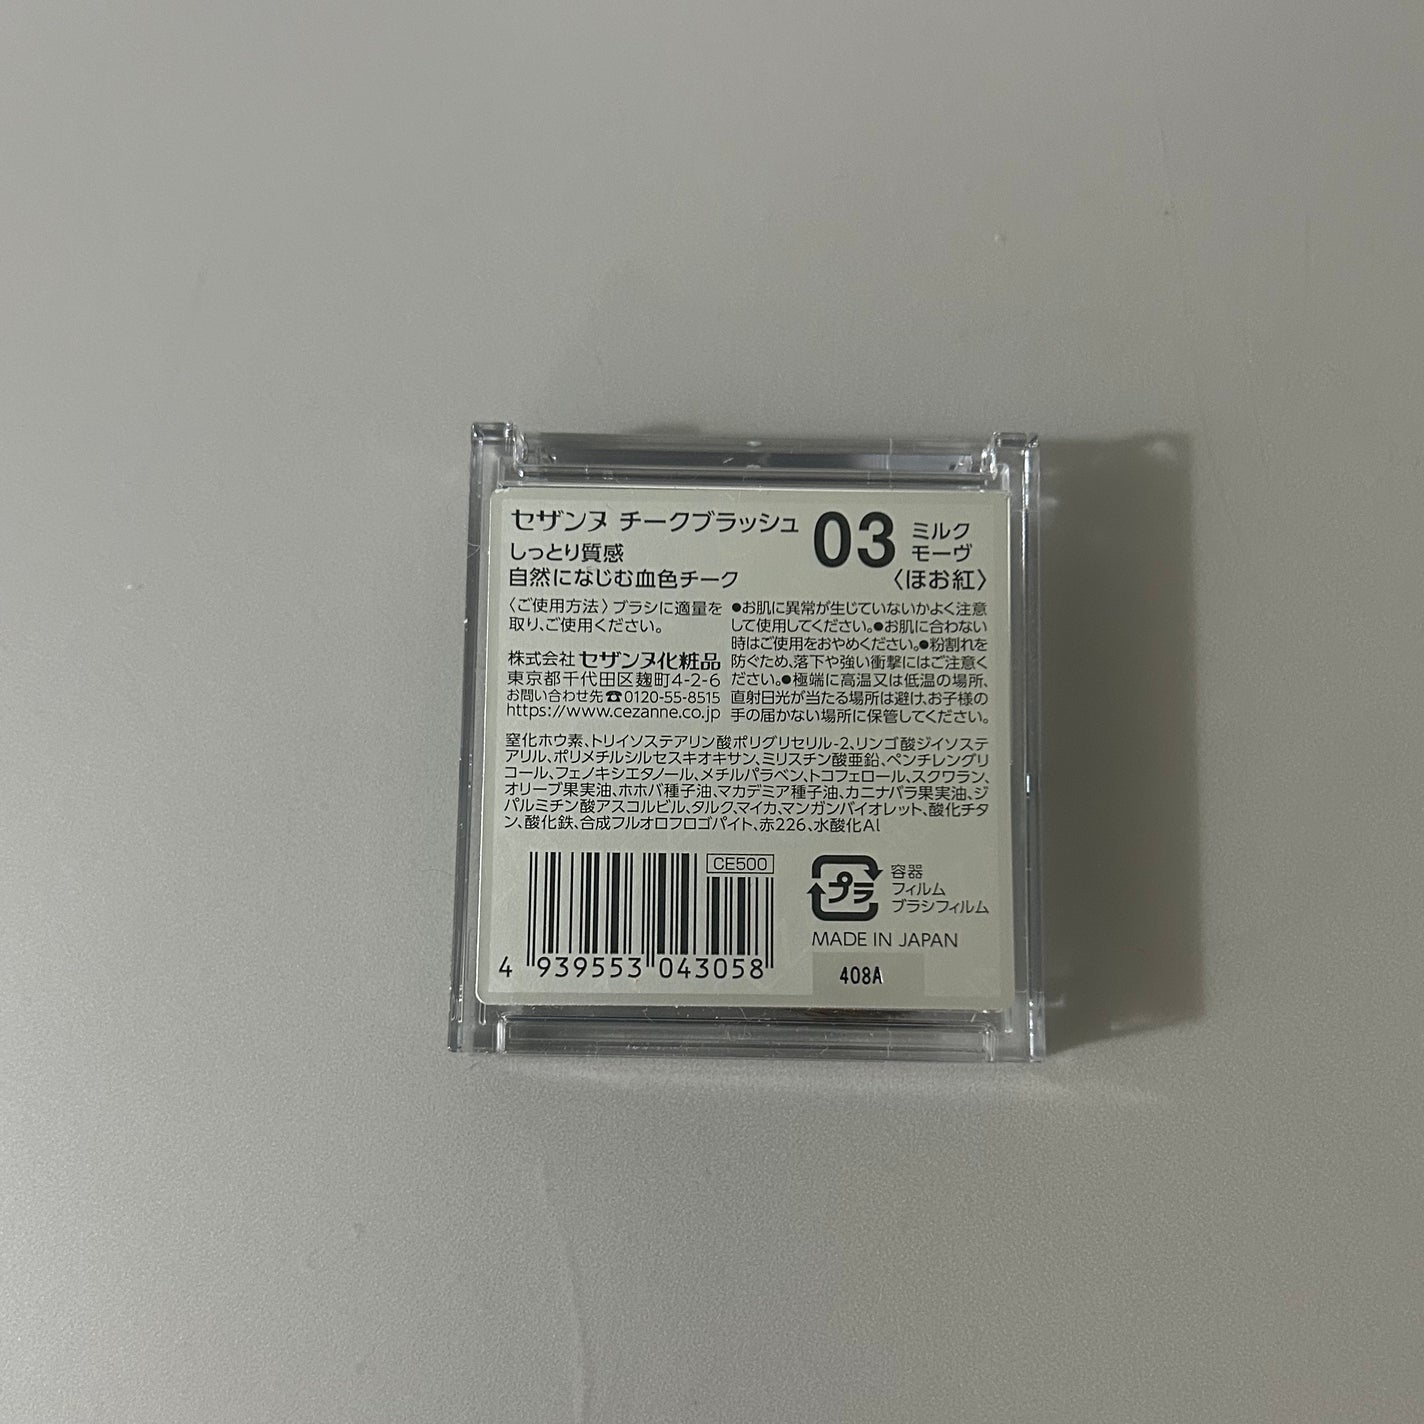 セザンヌ チークブラッシュ
03 ミルク
モーヴ
しっとり質感
自然になじむ血色チーク
〈ほお紅〉
〈ご使用方法〉ブラシに適量を
取り、ご使用ください。
株式会社 セザンヌ化粧品
東京都千代田区麹町4-2-6
お問い合わせ先☎0120-55-8515
https://www.cezanne.co.jp
●お肌に異常が生じていないかよく注意
して使用してください。●お肌に合わない
時はご使用をおやめください。●粉割れを
防ぐため、落下や強い衝撃にはご注意く
ださい。●極端に高温又は低温の場所、
直射日光が当たる場所は避け、お子様の
手の届かない場所に保管してください。
窒化ホウ素、トリイソステアリン酸ポリグリセリル-2、リンゴ酸ジイソステ
アリル、ポリメチルシルセスキオキサン、ミリスチン酸亜鉛、ペンチレングリ
コール、フェノキシエタノール、メチルパラベン、トコフェロール、スクワラン、
オリーブ果実油、ホホバ種子油、マカデミア種子油、カニナバラ果実油、ジ
パルミチン酸アスコルビル、タルク、マイカ、マンガンバイオレット、酸化チタ
ン、酸化鉄、合成フルオロフロゴパイト、赤226、水酸化Al
CE500
4 939553 043058
プラ
容器
フィルム
ブラシフィルム
MADE IN JAPAN
408A